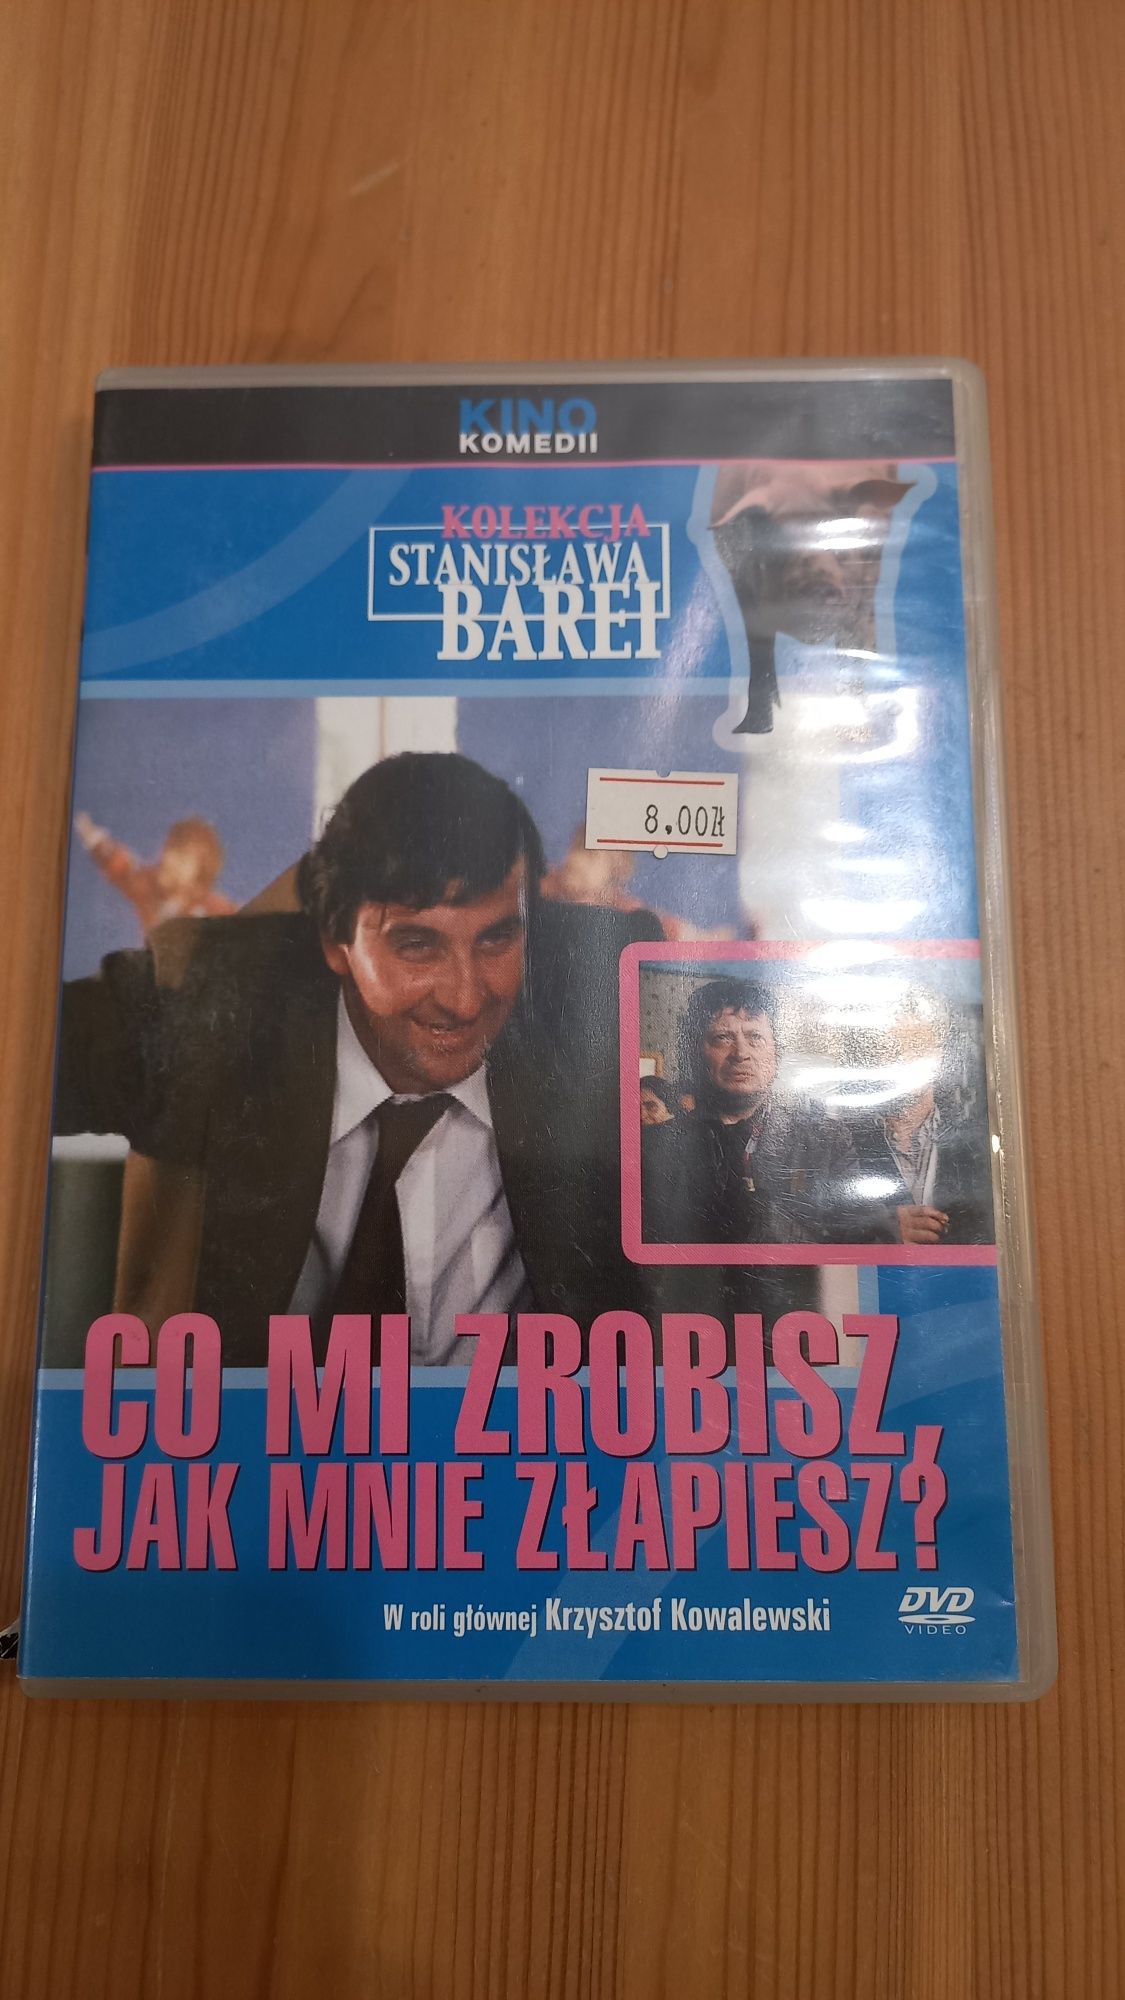 KINO
KOMEDII
KOLEKCJA
STANISŁAWA
BAREI
8,00zł
CO MI ZROBISZ,
JAK MNIE ZŁAPIESZ?
W roli głównej Krzysztof Kowalewski
DVD
VIDEO